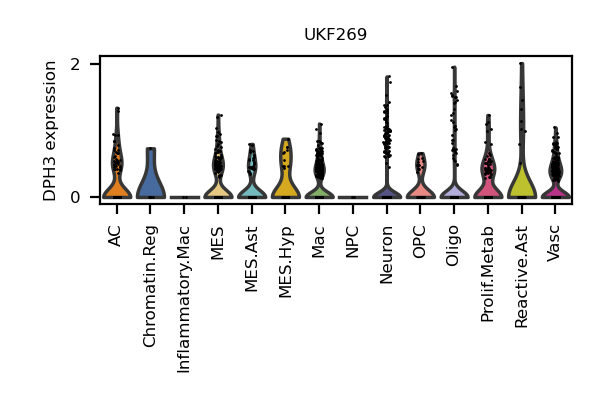 UKF269
DPH3 expression
2
0
AC
Chromatin.Reg
Inflammatory.Mac
MES
MES.Ast
MES.Hyp
Mac
NPC
Neuron
OPC
Oligo
Prolif.Metab
Reactive.Ast
Vasc